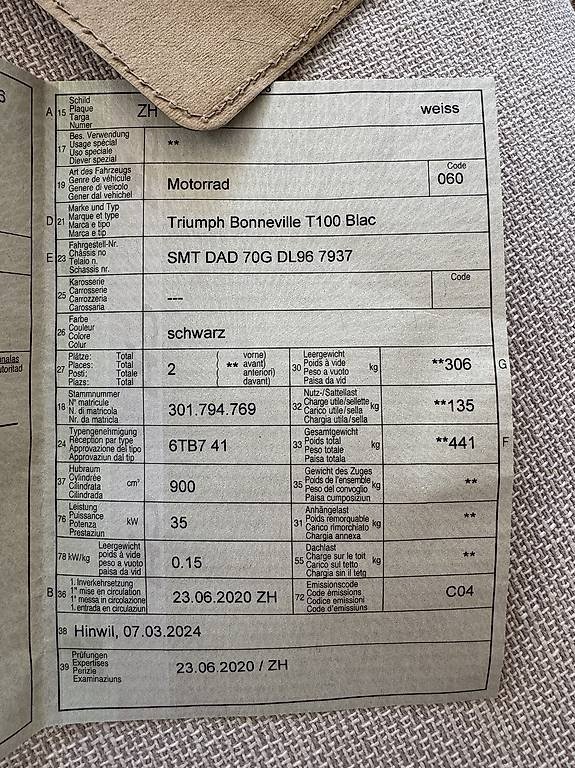 A 15 Schild
Plaque
Targa
Numer
ZH
weiss
17 Bes. Verwendung
Usage spécial
Uso speciale
Diever spezial
**
19 Art des Fahrzeugs
Genre de véhicule
Genere di veicolo
Gener dal vehichel
Motorrad
Code
060
D 21 Marke und Typ
Marque et type
Marca e tipo
Marca e tip
Triumph Bonneville T100 Blac
E 23 Fahrgestell-Nr.
Châssis no
Telaio n.
Schassis nr.
SMT DAD 70G DL96 7937
25 Karosserie
Carrosserie
Carrozzeria
Carossaria
---
Code
26 Farbe
Couleur
Colore
Colur
schwarz
27 Plätze: Total
Places: Total
Posti: Totale
Plazs: Total
2
** vorne)
avant)
anteriori)
davant)
30 Leergewicht
Poids à vide
Peso a vuoto
Paisa da vid
kg
**306
G
18 Stammnummer
N° matricule
N. di matricola
Nr. da matricla
301.794.769
32 Nutz-/Sattellast
Charge utile/sellette
Carico utile/sella
Chargia utila/sella
kg
**135
24 Typengenehmigung
Réception par type
Approvazione del tipo
Approvaziun dal tip
6TB7 41
33 Gesamtgewicht
Poids total
Peso totale
Paisa totala
kg
**441
F
37 Hubraum
Cylindrée
Cilindrata
Cilindrada
cm³
900
35 Gewicht des Zuges
Poids de l'ensemble
Peso del convoglio
Paisa cumposiziun
kg
**
76 Leistung
Puissance
Potenza
Prestaziun
kW
35
31 Anhängelast
Poids remorquable
Carico rimorchiato
Chargia annexa
kg
**
78 kW/kg Leergewicht
poids à vide
peso a vuoto
paisa da vid
0.15
55 Dachlast
Charge sur le toit
Carico sul tetto
Chargia sin il tetg
kg
**
B 36 1. Inverkehrsetzung
1re mise en circulation
1a messa in circolazione
1. entrada en circulaziun
23.06.2020 ZH
72 Emissionscode
Code émissions
Codice emissioni
Code d'emissiuns
C04
38 Hinwil, 07.03.2024
39 Prüfungen
Expertises
Perizie
Examinaziuns
23.06.2020 / ZH